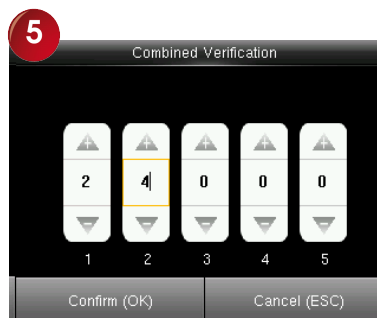 5
Combined Verification
+ + + + +
2 4 0 0 0
- - - - -
1 2 3 4 5
Confirm (OK) Cancel (ESC)